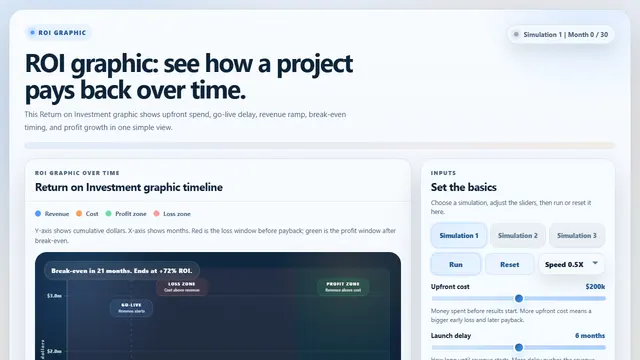 ROI GRAPHIC
Simulation 1 | Month 0 / 30
ROI graphic: see how a project
pays back over time.
This Return on Investment graphic shows upfront spend, go-live delay, revenue ramp, break-even
timing, and profit growth in one simple view.
ROI GRAPHIC OVER TIME
Return on Investment graphic timeline
Revenue
Cost
Profit zone
Loss zone
Y-axis shows cumulative dollars. X-axis shows months. Red is the loss window before payback; green is the profit window after
break-even.
Break-even in 21 months. Ends at +72% ROI.
LOSS ZONE
Cost above revenue
PROFIT ZONE
Revenue above cost
$3.0m
GO-LIVE
Revenue starts
$2.0m
INPUTS
Set the basics
Choose a simulation, adjust the sliders, then run or reset it
here.
Simulation 1
Simulation 2
Simulation 3
Run
Reset
Speed 0.5X
Upfront cost
$200k
Money spent before results start. More upfront cost means a
bigger early loss and later payback.
Launch delay
6 months